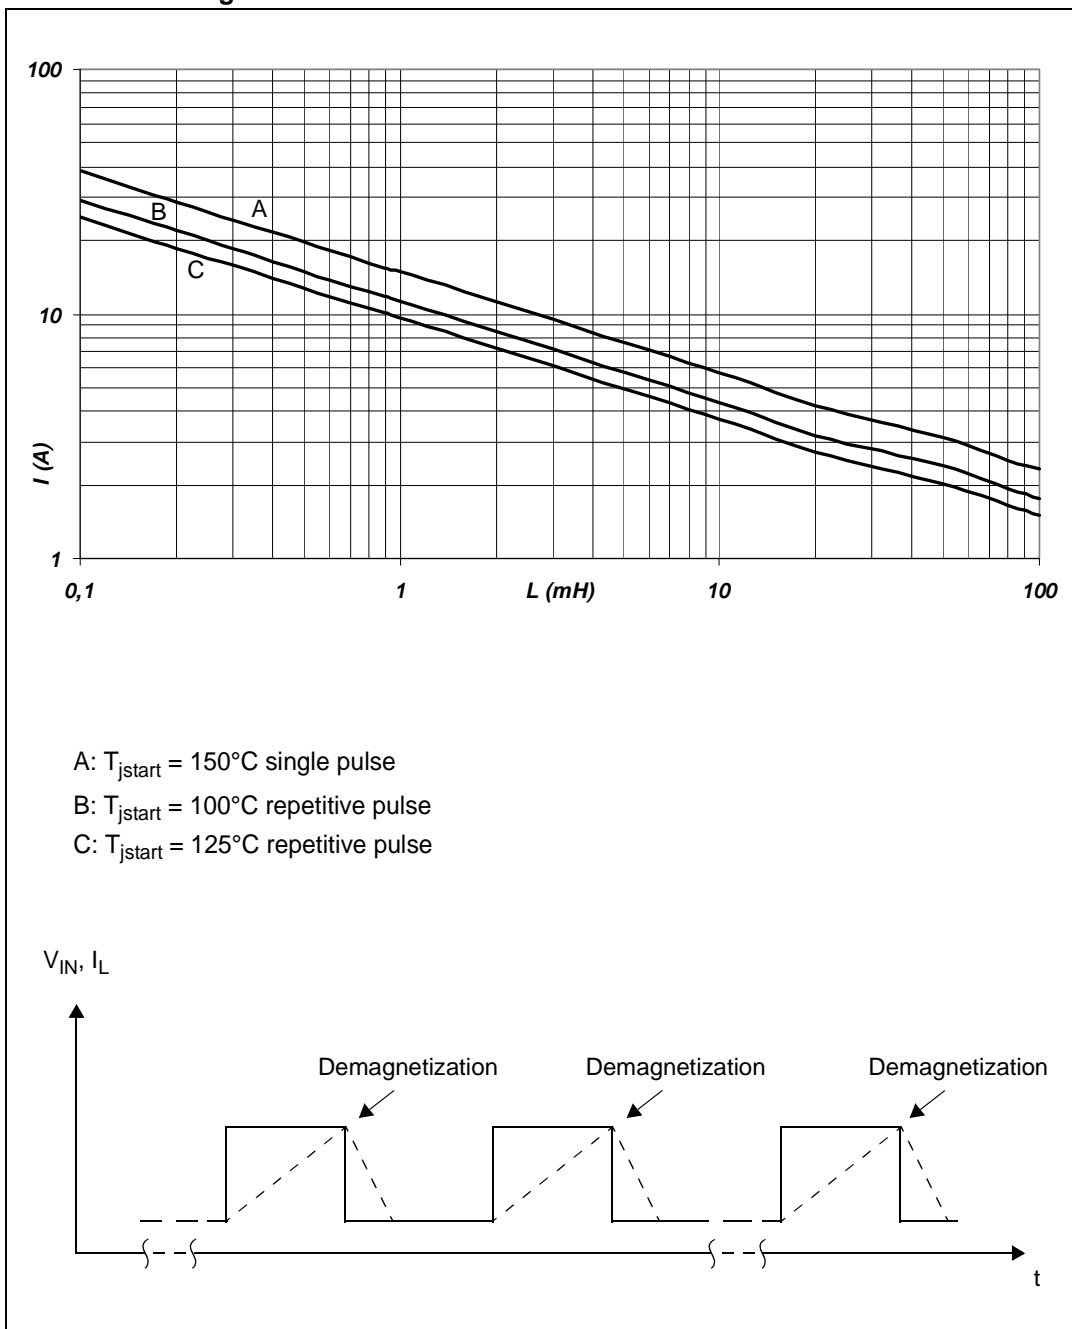 100
B
A
C
10
I (A)
1
0,1
1
L (mH)
10
100
A: Tjstart = 150°C single pulse
B: Tjstart = 100°C repetitive pulse
C: Tjstart = 125°C repetitive pulse
VIN, IL
Demagnetization
Demagnetization
Demagnetization
t